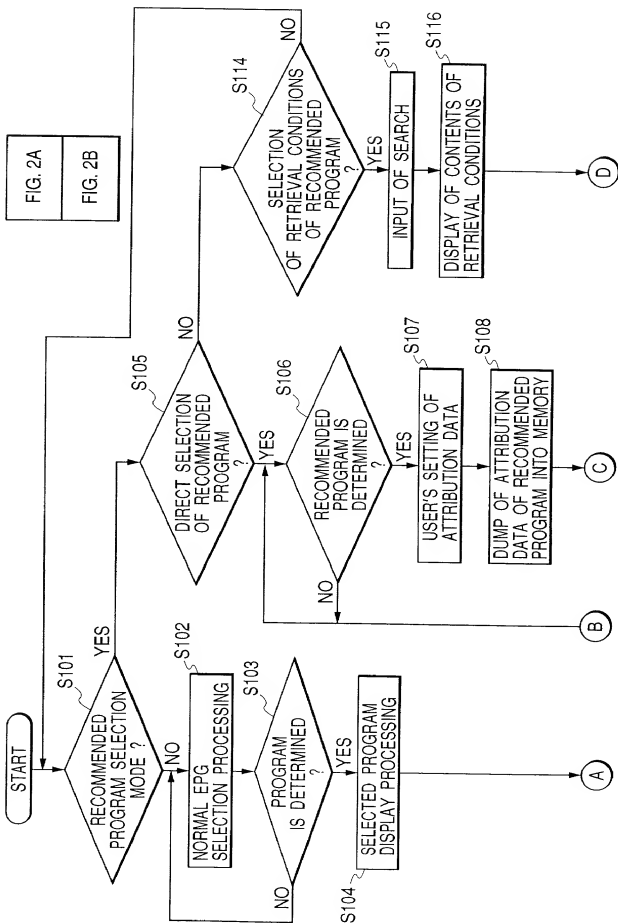 FIG. 2A
FIG. 2B
START
S101
RECOMMENDED
PROGRAM SELECTION
MODE ?
YES
NO
S102
NORMAL EPG
SELECTION PROCESSING
S103
PROGRAM
IS DETERMINED
?
NO
YES
S104
SELECTED PROGRAM
DISPLAY PROCESSING
A
S105
DIRECT SELECTION
OF RECOMMENDED
PROGRAM
?
NO
YES
S106
RECOMMENDED
PROGRAM IS
DETERMINED
?
NO
YES
B
S107
USER'S SETTING OF
ATTRIBUTION DATA
S108
DUMP OF ATTRIBUTION
DATA OF RECOMMENDED
PROGRAM INTO MEMORY
C
S114
SELECTION
OF RETRIEVAL CONDITIONS
OF RECOMMENDED
PROGRAM
?
NO
YES
S115
INPUT OF SEARCH
S116
DISPLAY OF CONTENTS OF
RETRIEVAL CONDITIONS
D